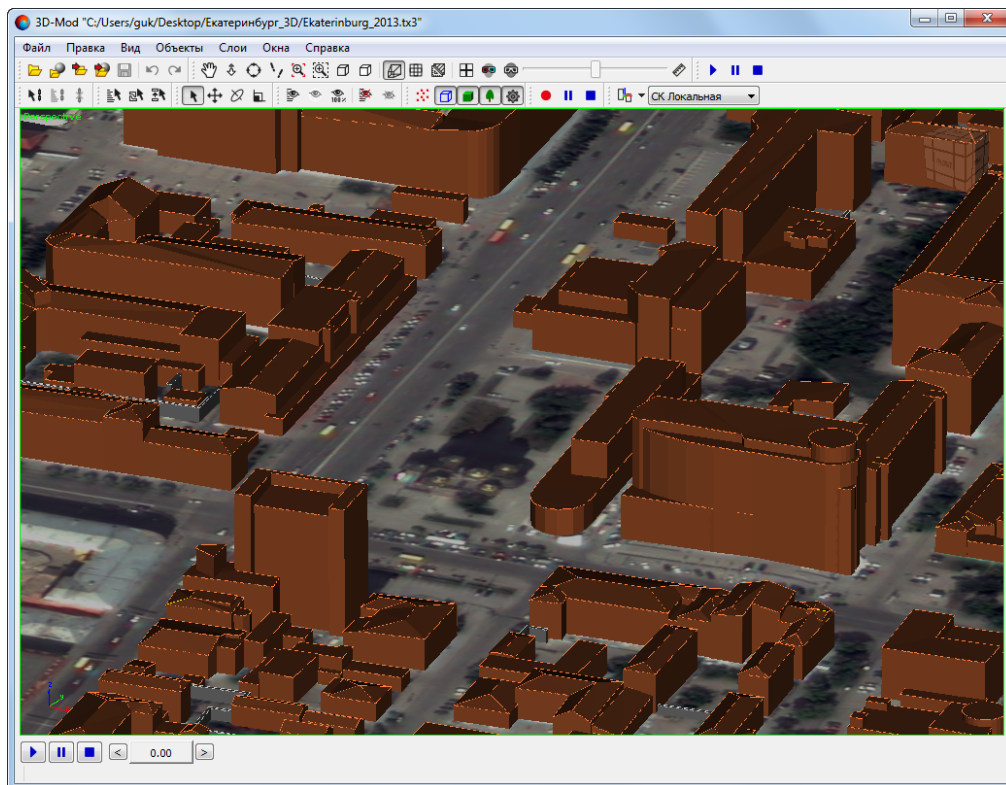 3D-Mod "C:/Users/guk/Desktop/Екатеринбург_3D/Ekaterinburg_2013.tx3"
Файл Правка Вид Объекты Слои Окна Справка
100%
СК Локальная
Perspective
< 0.00 >